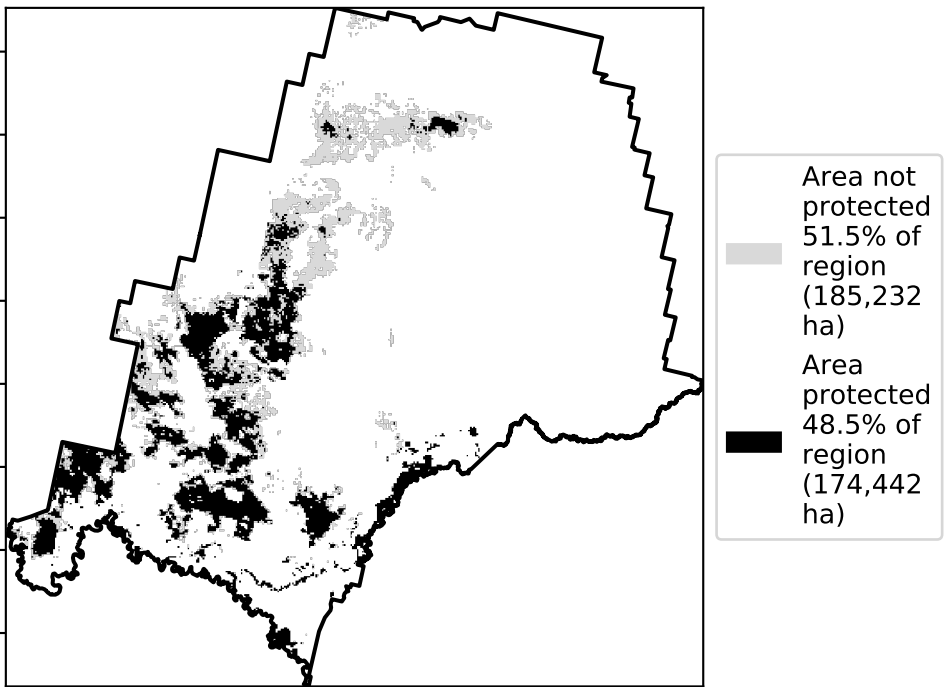 Area not
protected
51.5% of
region
(185,232
ha)
Area
protected
48.5% of
region
(174,442
ha)